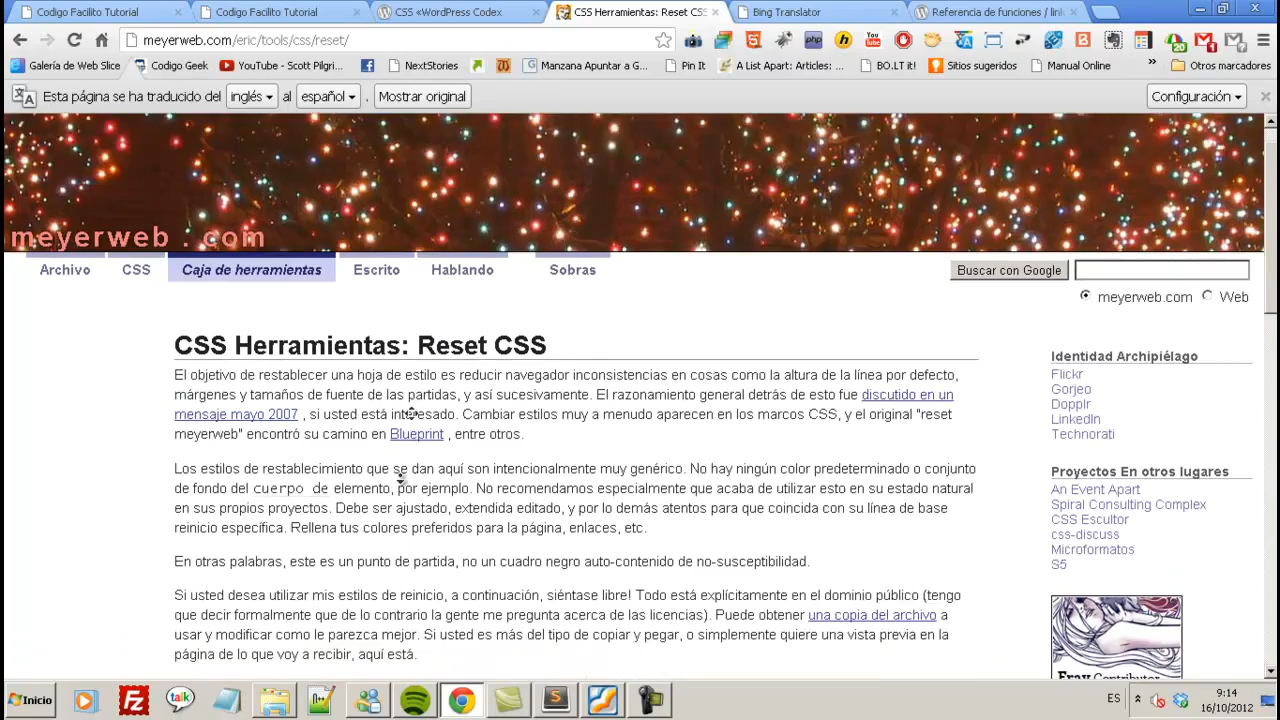 Codigo Facilito Tutorial
Codigo Facilito Tutorial
CSS «WordPress Codex
CSS Herramientas: Reset CS
Bing Translator
Referencia de funciones / lin
meyerweb.com/eric/tools/css/reset/
Galería de Web Slice
Codigo Geek
YouTube - Scott Pilgri...
NextStories
Manzana Apuntar a G...
Pin It
A List Apart: Articles: ...
BO.LT it!
Sitios sugeridos
Manual Online
Otros marcadores
Esta página se ha traducido del inglés al español . Mostrar original
Configuración
meyerweb . com
Archivo
CSS
Caja de herramientas
Escrito
Hablando
Sobras
Buscar con Google
meyerweb.com
Web
CSS Herramientas: Reset CSS
El objetivo de restablecer una hoja de estilo es reducir navegador inconsistencias en cosas como la altura de la línea por defecto,
márgenes y tamaños de fuente de las partidas, y así sucesivamente. El razonamiento general detrás de esto fue discutido en un
mensaje mayo 2007 , si usted está interesado. Cambiar estilos muy a menudo aparecen en los marcos CSS, y el original "reset
meyerweb" encontró su camino en Blueprint , entre otros.
Los estilos de restablecimiento que se dan aquí son intencionalmente muy genérico. No hay ningún color predeterminado o conjunto
de fondo del cuerpo de elemento, por ejemplo. No recomendamos especialmente que acaba de utilizar esto en su estado natural
en sus propios proyectos. Debe ser ajustado, extendida editado, y por lo demás atentos para que coincida con su línea de base
reinicio específica. Rellena tus colores preferidos para la página, enlaces, etc.
En otras palabras, este es un punto de partida, no un cuadro negro auto-contenido de no-susceptibilidad.
Si usted desea utilizar mis estilos de reinicio, a continuación, siéntase libre! Todo está explícitamente en el dominio público (tengo
que decir formalmente que de lo contrario la gente me pregunta acerca de las licencias). Puede obtener una copia del archivo a
usar y modificar como le parezca mejor. Si usted es más del tipo de copiar y pegar, o simplemente quiere una vista previa en la
página de lo que voy a recibir, aquí está.
Identidad Archipiélago
Flickr
Gorjeo
Dopplr
LinkedIn
Technorati
Proyectos En otros lugares
An Event Apart
Spiral Consulting Complex
CSS Escultor
css-discuss
Microformatos
S5
Fray Contributor
Inicio
talk
ES
9:14
16/10/2012